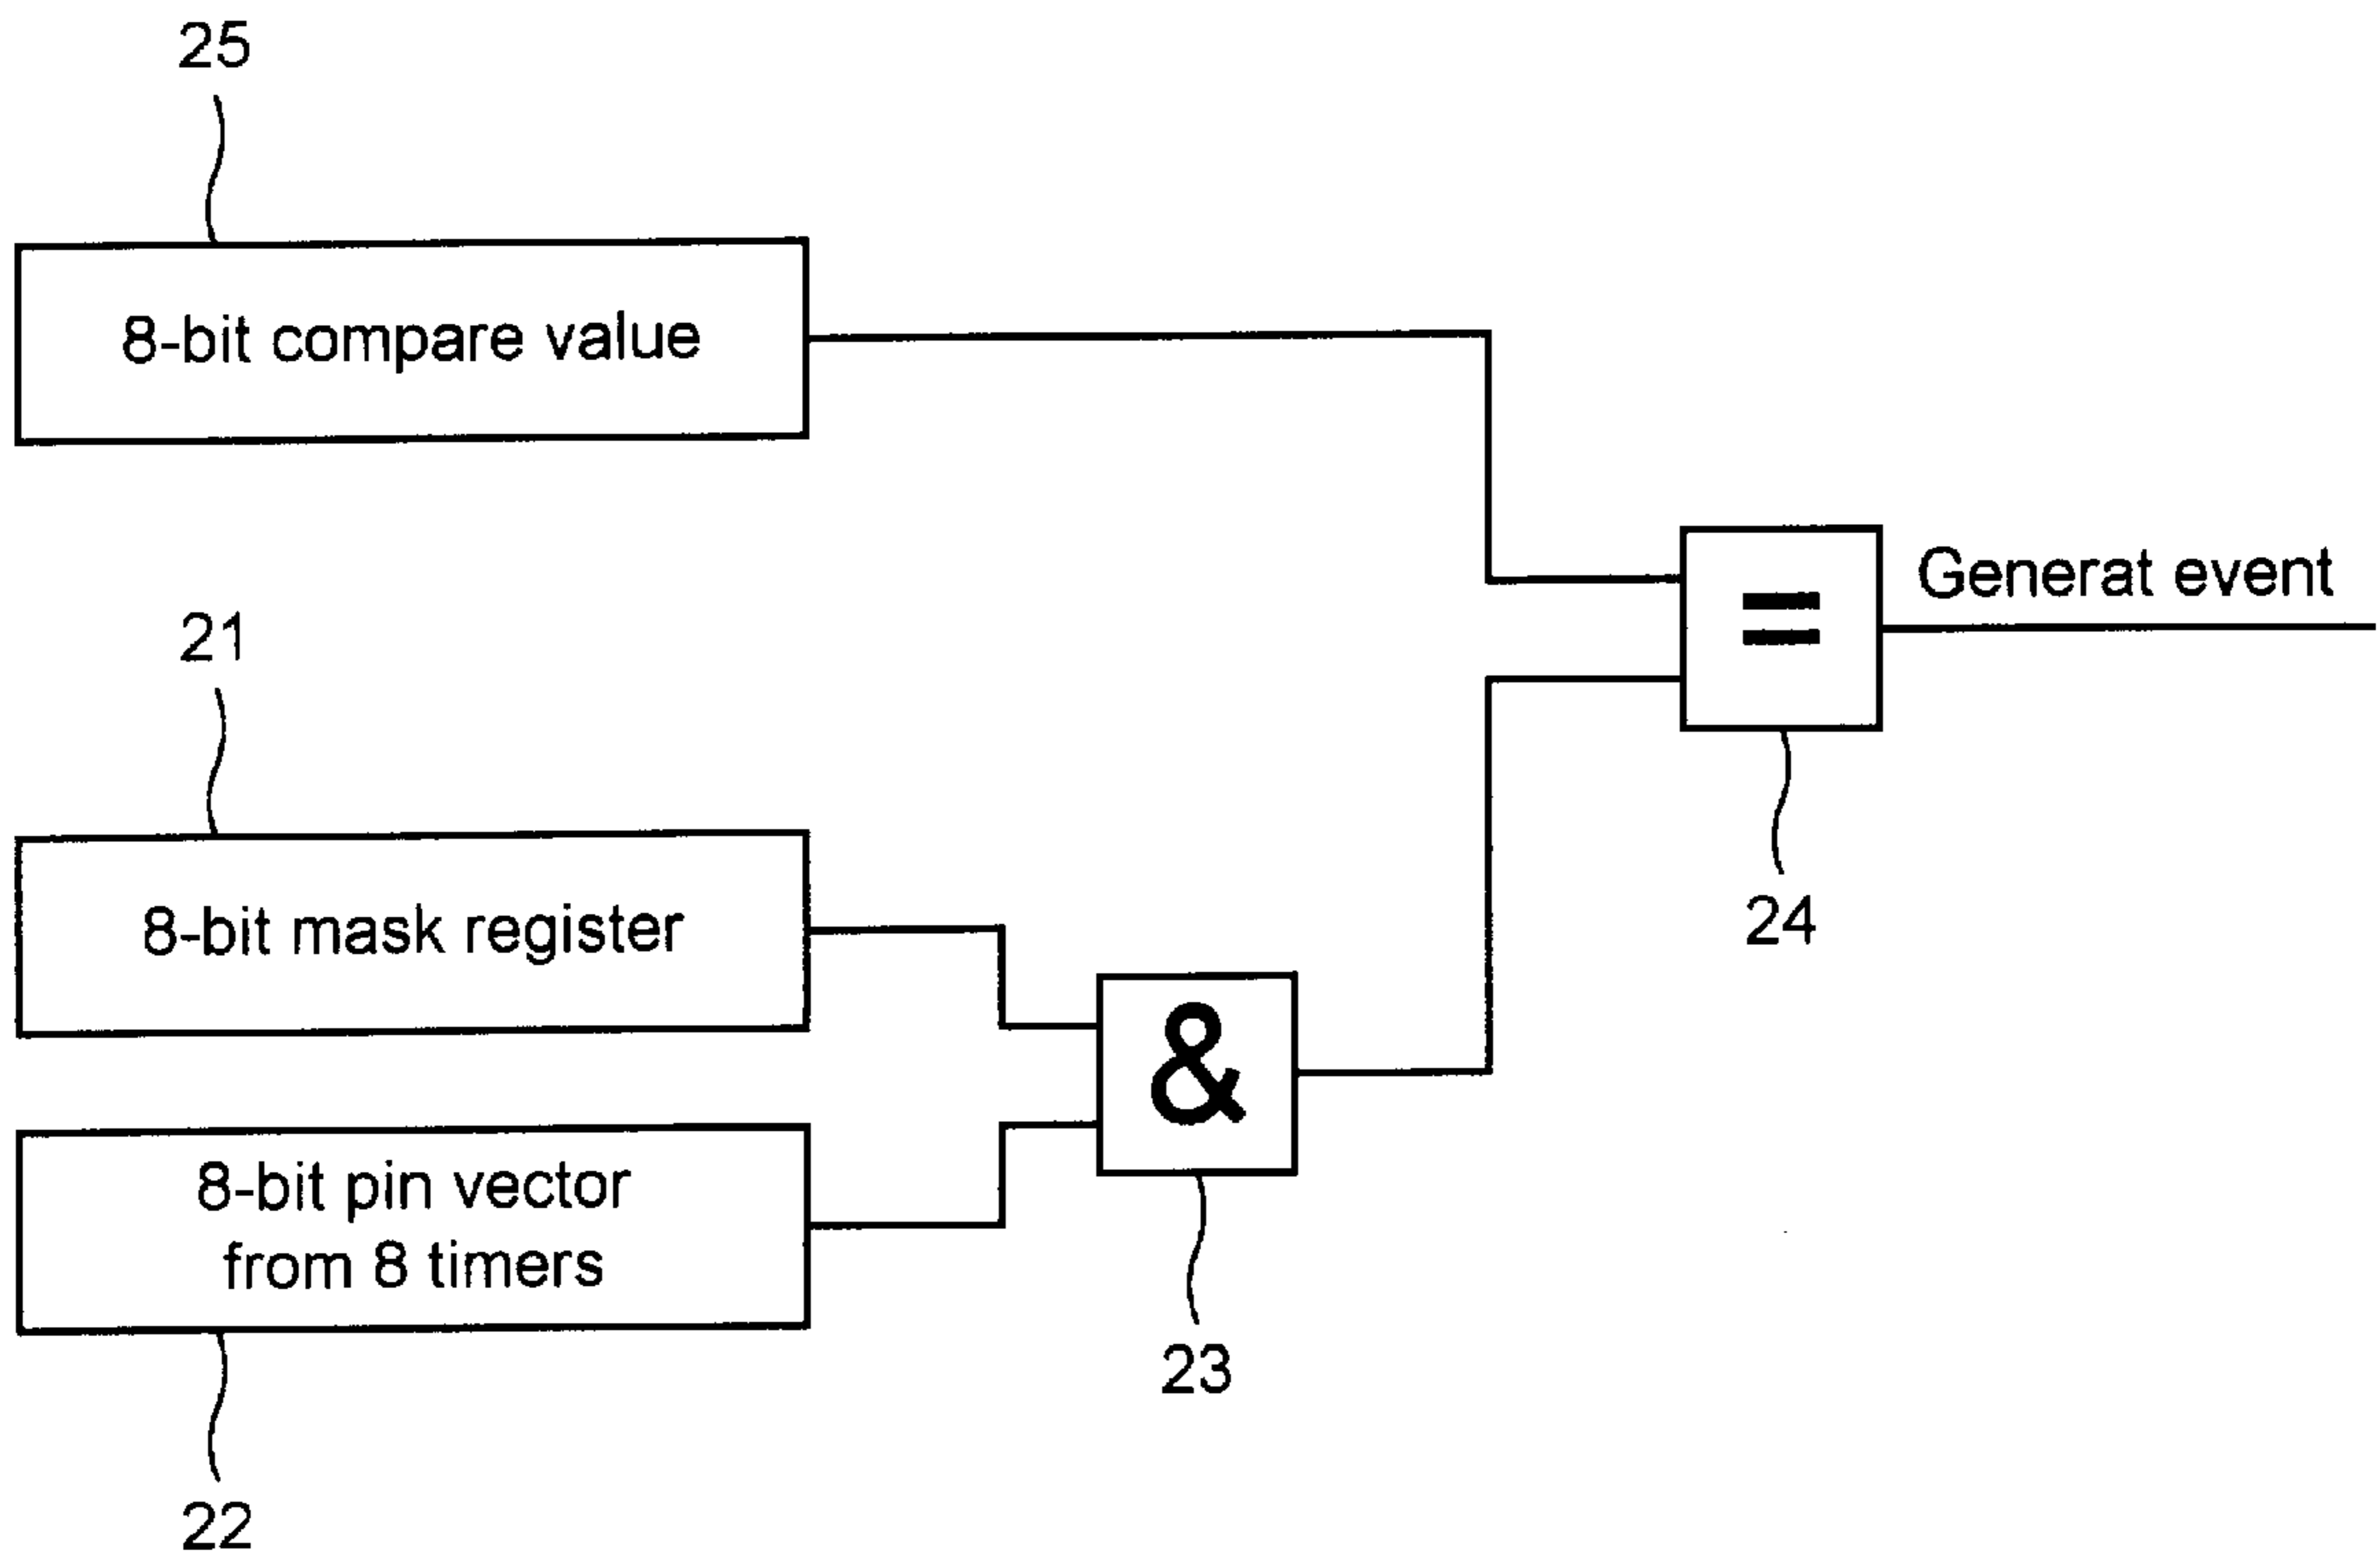 25
8-bit compare value
Generat event
=
21
24
8-bit mask register
&
8-bit pin vector
from 8 timers
23
22